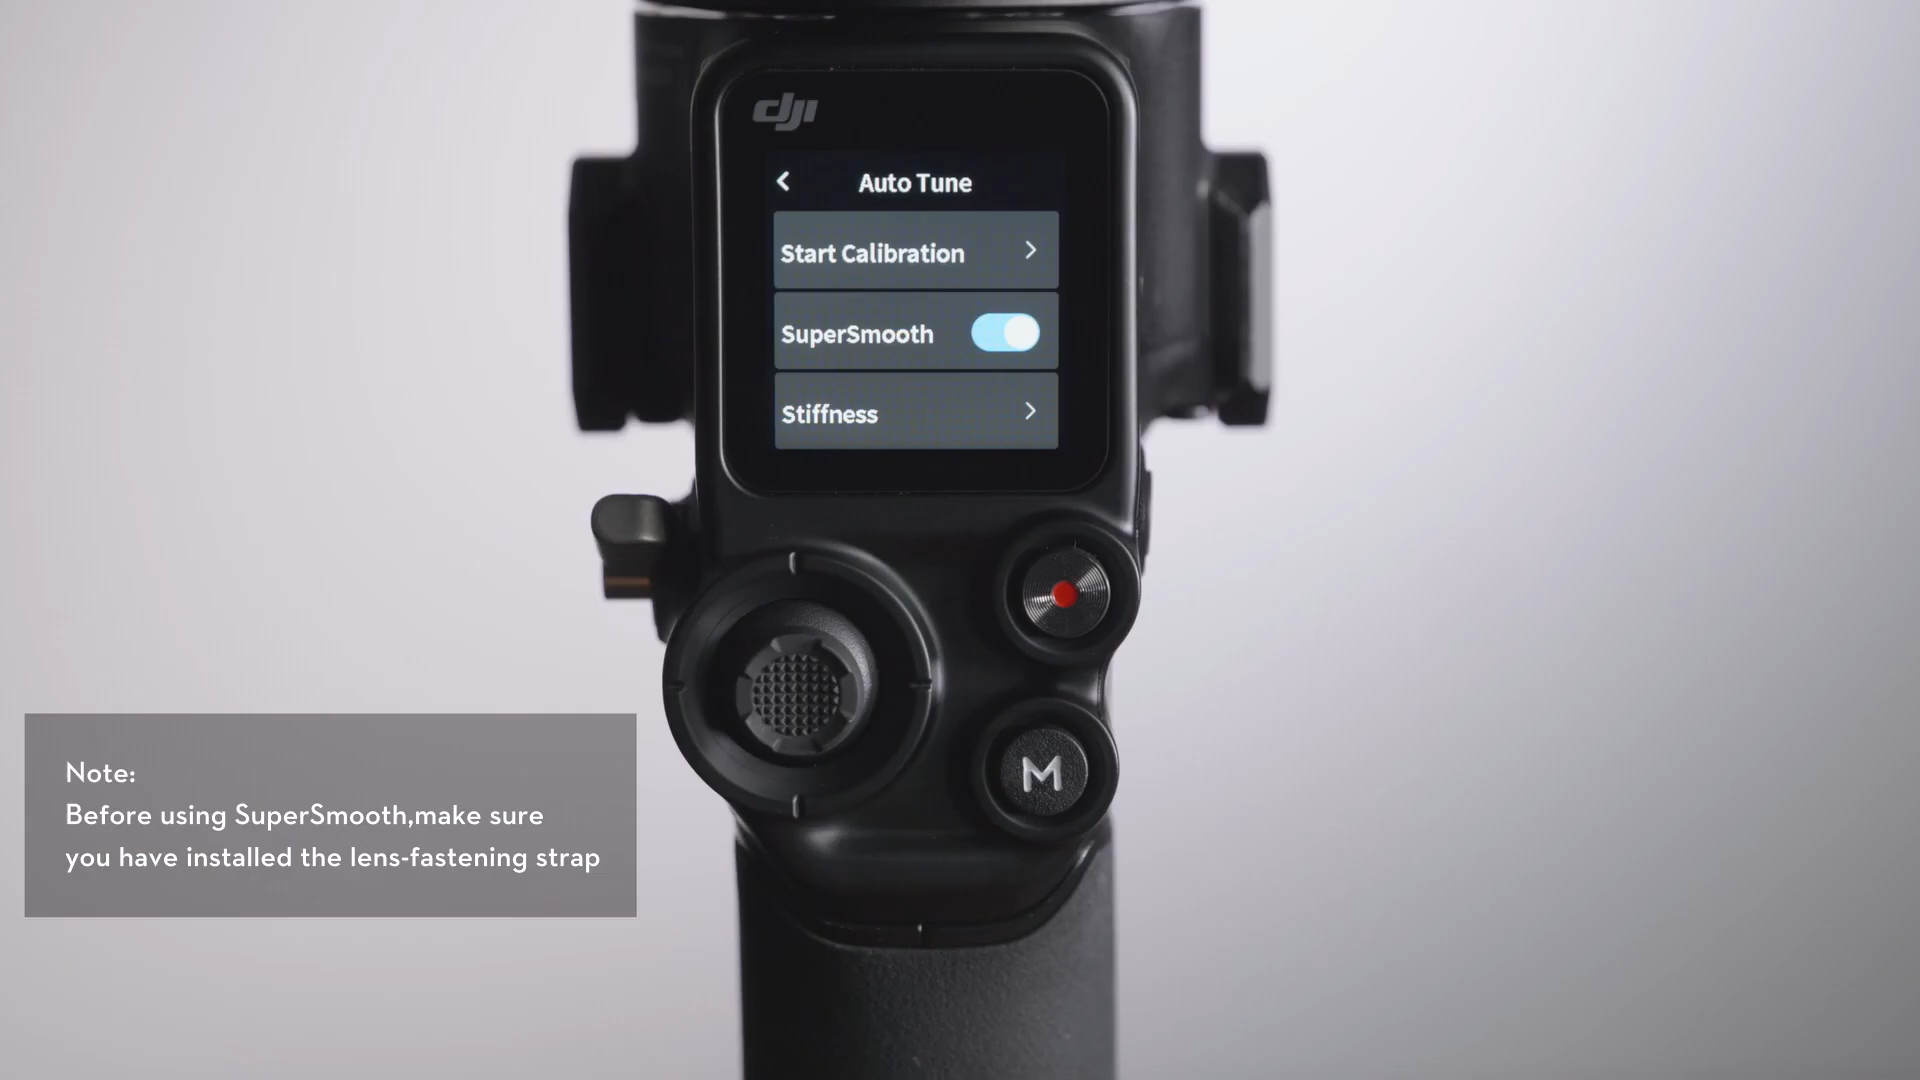 dji
Auto Tune
Start Calibration
SuperSmooth
Stiffness
M
Note:
Before using SuperSmooth,make sure
you have installed the lens-fastening strap